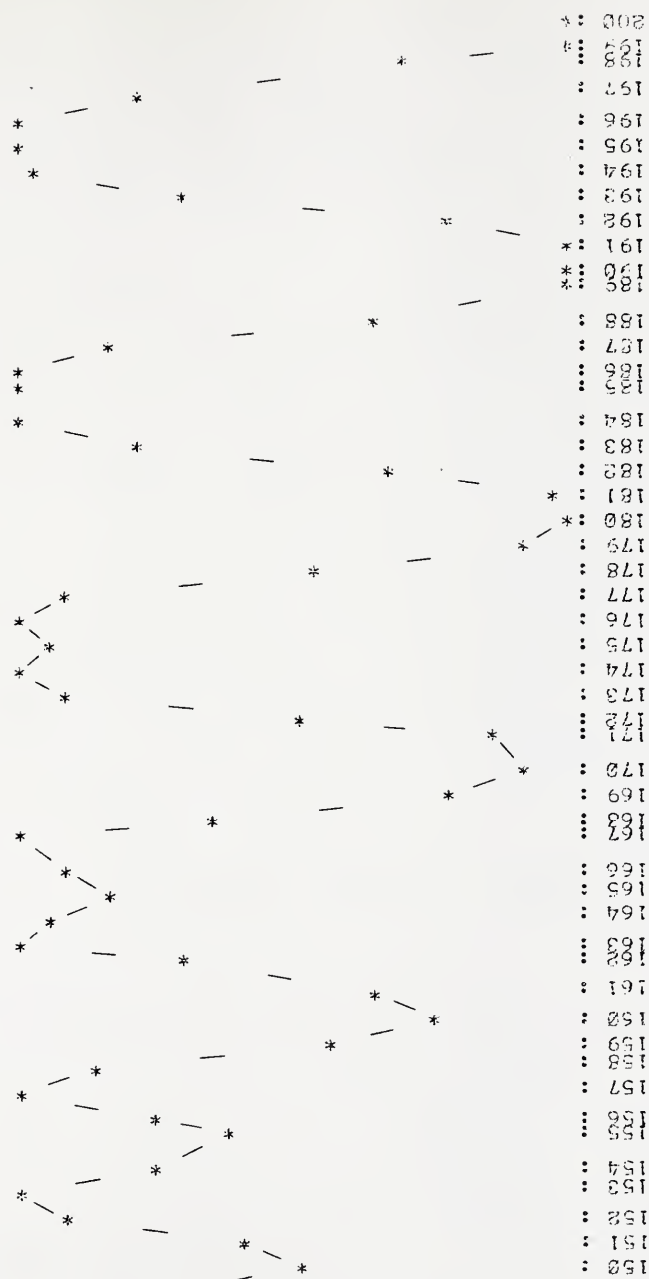 150 : *
151 : *
152 : *
153 : *
154 : *
155 : *
156 : *
157 : *
158 : *
159 : *
160 : *
161 : *
162 : *
163 : *
164 : *
165 : *
166 : *
167 : *
168 : *
169 : *
170 : *
171 : *
172 : *
173 : *
174 : *
175 : *
176 : *
177 : *
178 : *
179 : *
180 : *
181 : *
182 : *
183 : *
184 : *
185 : *
186 : *
187 : *
188 : *
189 : *
190 : *
191 : *
192 : *
193 : *
194 : *
195 : *
196 : *
197 : *
198 : *
199 : *
200 : *